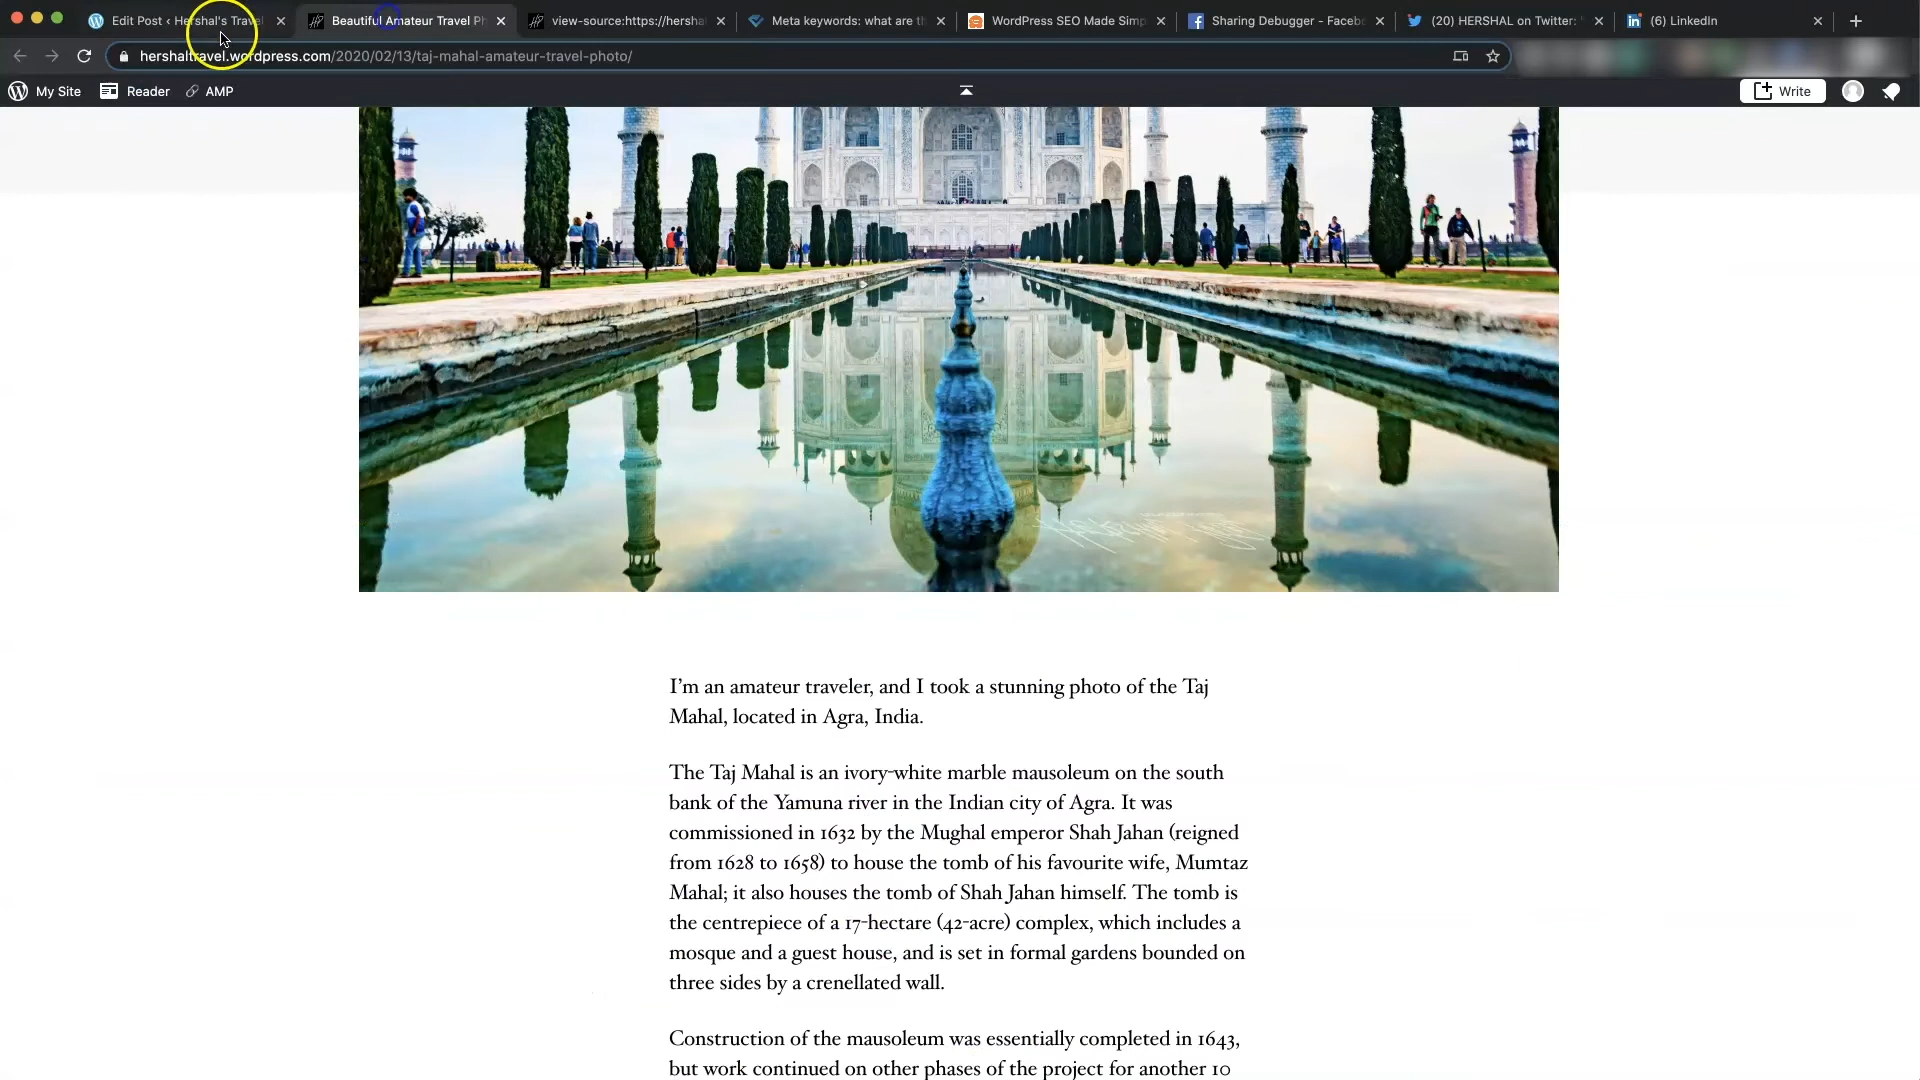 Edit Post ‹ Hershal's Trave
Beautiful Amateur Travel Ph
view-source:https://hersha
Meta keywords: what are th
WordPress SEO Made Simp
Sharing Debugger - Faceb
(20) HERSHAL on Twitter: "
(6) LinkedIn
hershaltravel.wordpress.com/2020/02/13/taj-mahal-amateur-travel-photo/
My Site
Reader
AMP
Write
I'm an amateur traveler, and I took a stunning photo of the Taj
Mahal, located in Agra, India.
The Taj Mahal is an ivory-white marble mausoleum on the south
bank of the Yamuna river in the Indian city of Agra. It was
commissioned in 1632 by the Mughal emperor Shah Jahan (reigned
from 1628 to 1658) to house the tomb of his favourite wife, Mumtaz
Mahal; it also houses the tomb of Shah Jahan himself. The tomb is
the centrepiece of a 17-hectare (42-acre) complex, which includes a
mosque and a guest house, and is set in formal gardens bounded on
three sides by a crenellated wall.
Construction of the mausoleum was essentially completed in 1643,
but work continued on other phases of the project for another 10